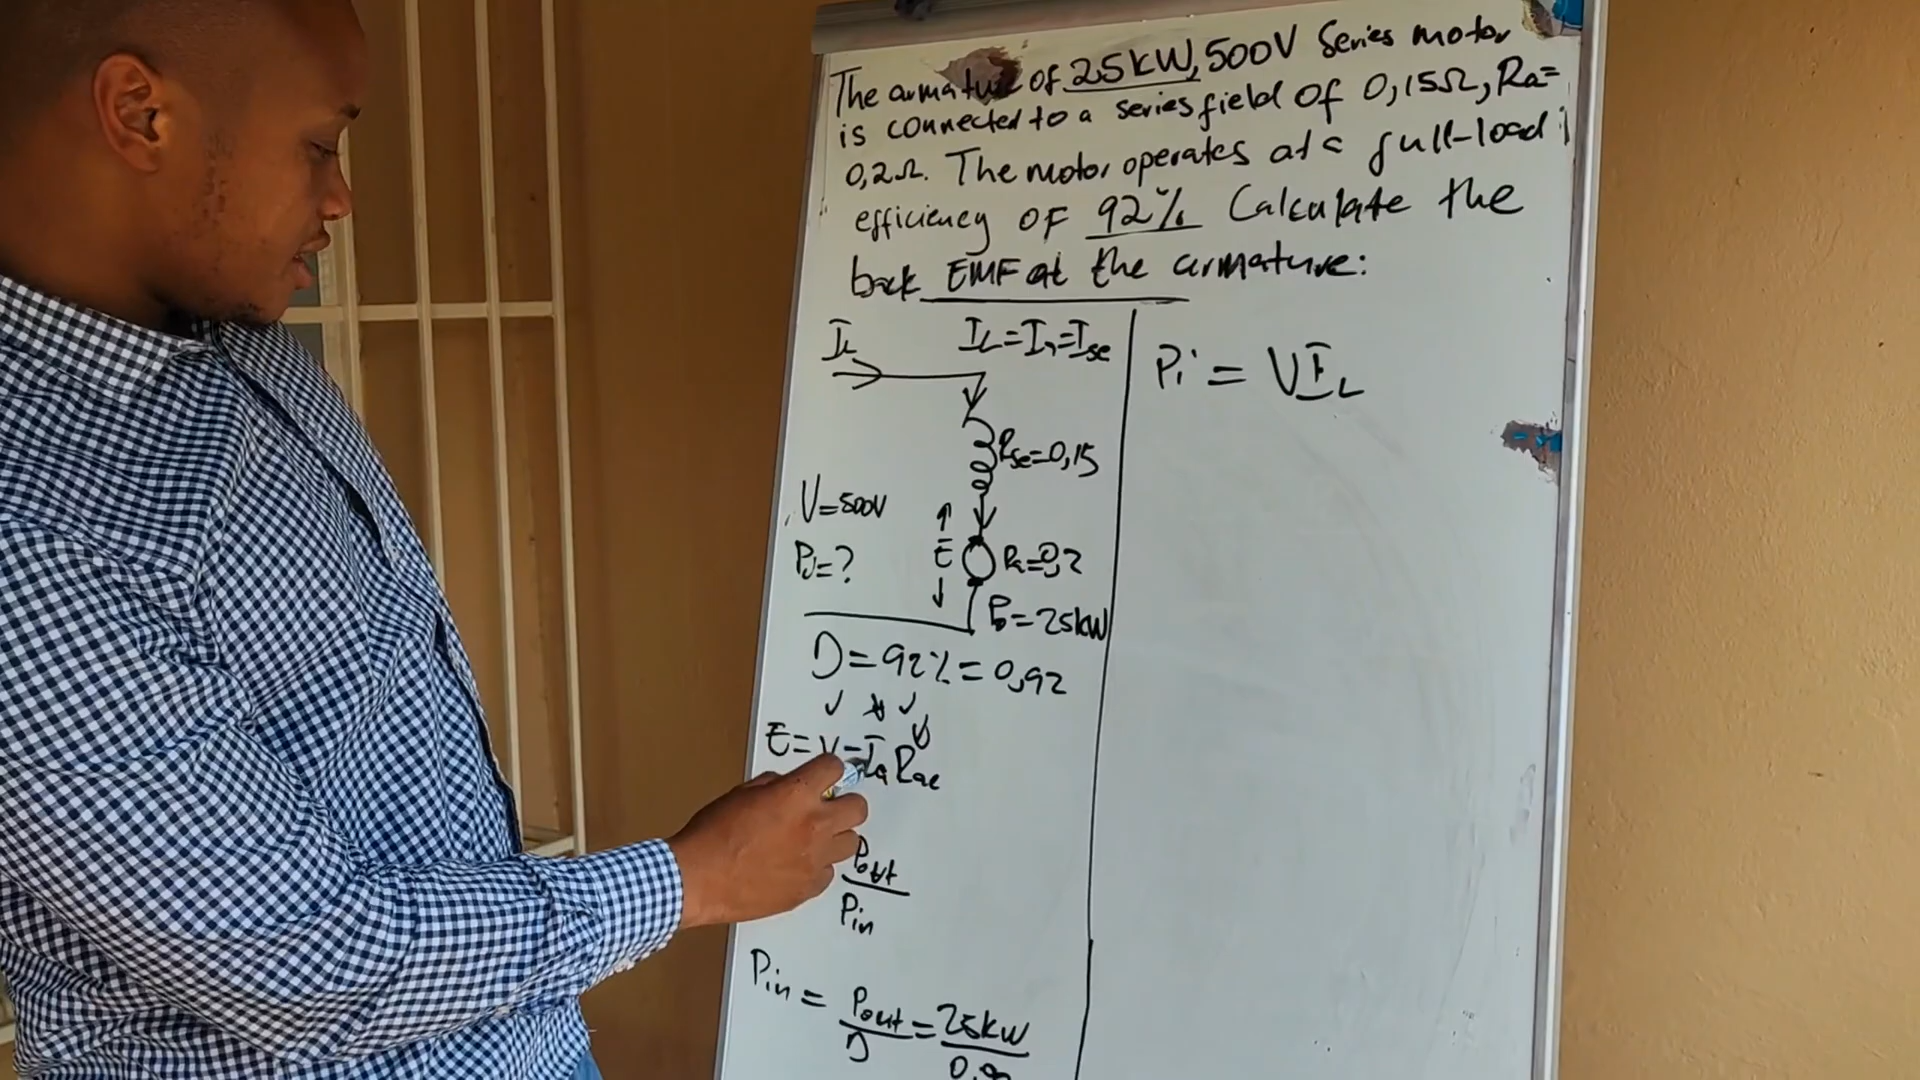 The armature of 25kW, 500V Series motor
is connected to a series field of 0,15Ω, Ra=
0,2Ω. The motor operates at a full-load
efficiency of 92% Calculate the
back EMF at the armature:
IL
IL=Ia=Ise
Rse=0,15
V=500V
Pi=?
E
Ra=0,2
Po=25kW
η=92%=0,92
E=V-IaRae
Pout
Pin
Pin = Pout/η = 25kW
Pi = VIL